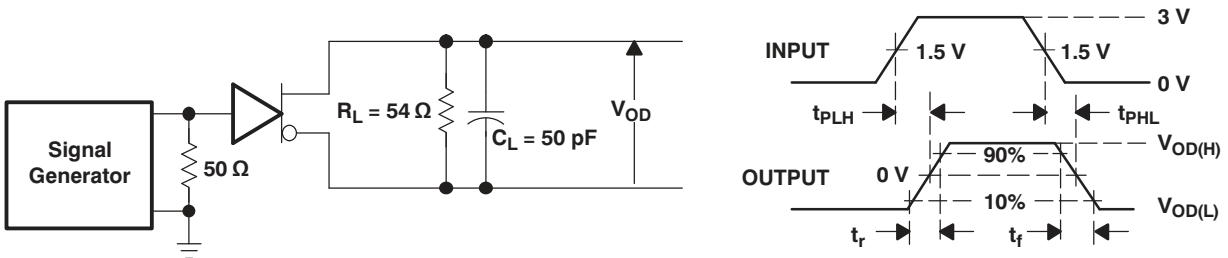 Signal
Generator
50 Ω
R_L = 54 Ω
C_L = 50 pF
V_OD
INPUT
3 V
1.5 V
1.5 V
0 V
t_PLH
t_PHL
OUTPUT
0 V
90%
10%
V_OD(H)
V_OD(L)
t_r
t_f